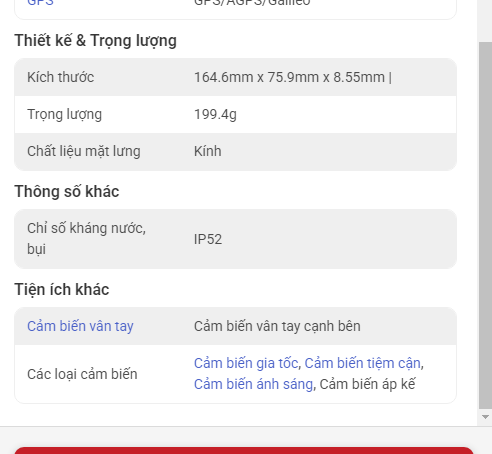 GPS GPS/AGPS/Galileo
Thiết kế & Trọng lượng
Kích thước 164.6mm x 75.9mm x 8.55mm |
Trọng lượng 199.4g
Chất liệu mặt lưng Kính
Thông số khác
Chỉ số kháng nước,
bụi
IP52
Tiện ích khác
Cảm biến vân tay Cảm biến vân tay cạnh bên
Các loại cảm biến
Cảm biến gia tốc, Cảm biến tiệm cận,
Cảm biến ánh sáng, Cảm biến áp kế